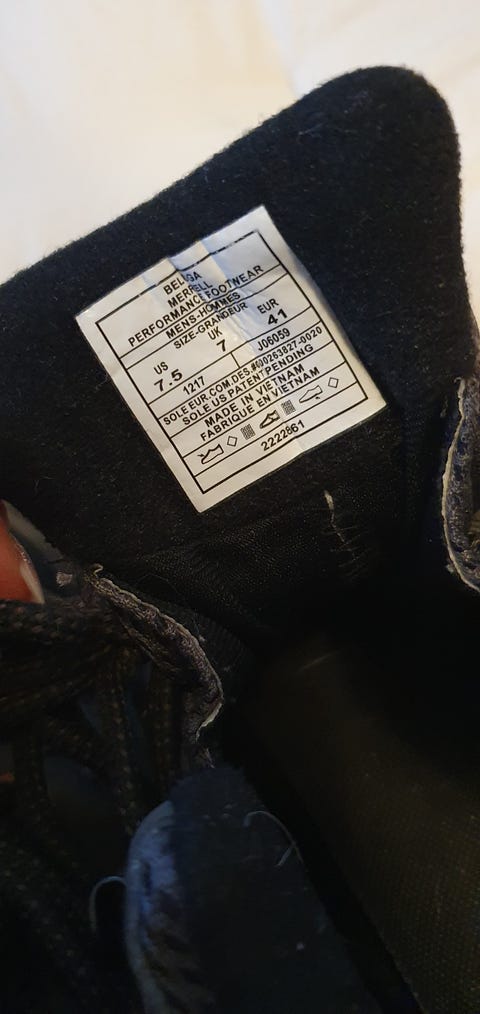 BELLSA
MERRELL
PERFORMANCE FOOTWEAR
MENS-HOMMES
SIZE-GRANDEUR
US UK EUR
7.5 7 41
1217 J06059
SOLE EUR.COM.DES.#000263827-0020
SOLE US PATENT PENDING
MADE IN VIETNAM
FABRIQUE EN VIETNAM
2222861